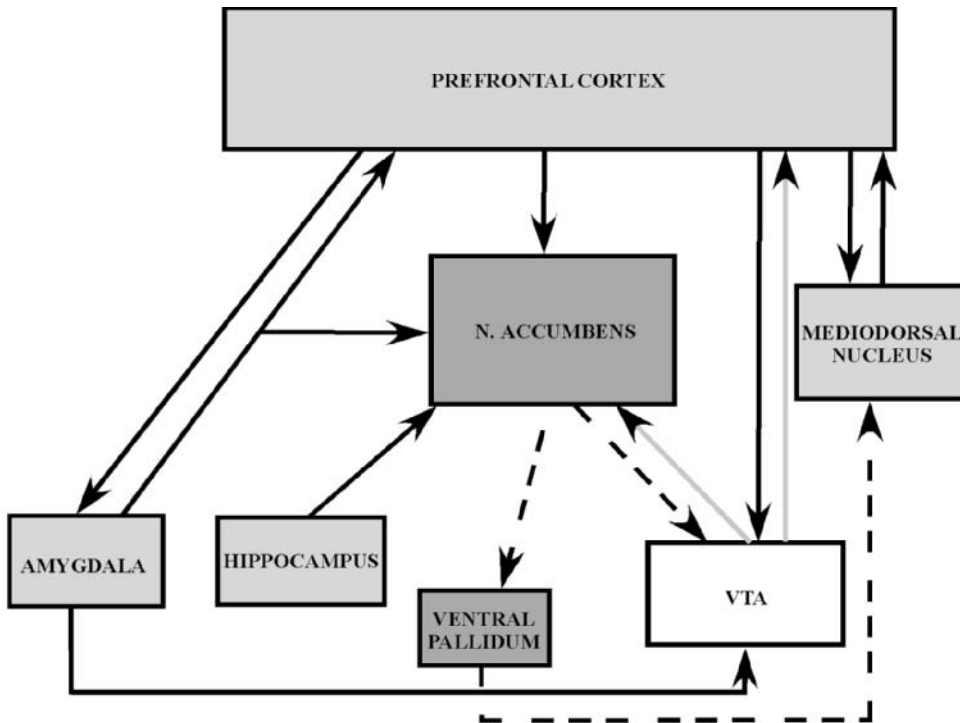 PREFRONTAL CORTEX
N. ACCUMBENS
MEDIODORSAL
NUCLEUS
AMYGDALA
HIPPOCAMPUS
VENTRAL
PALLIDUM
VTA